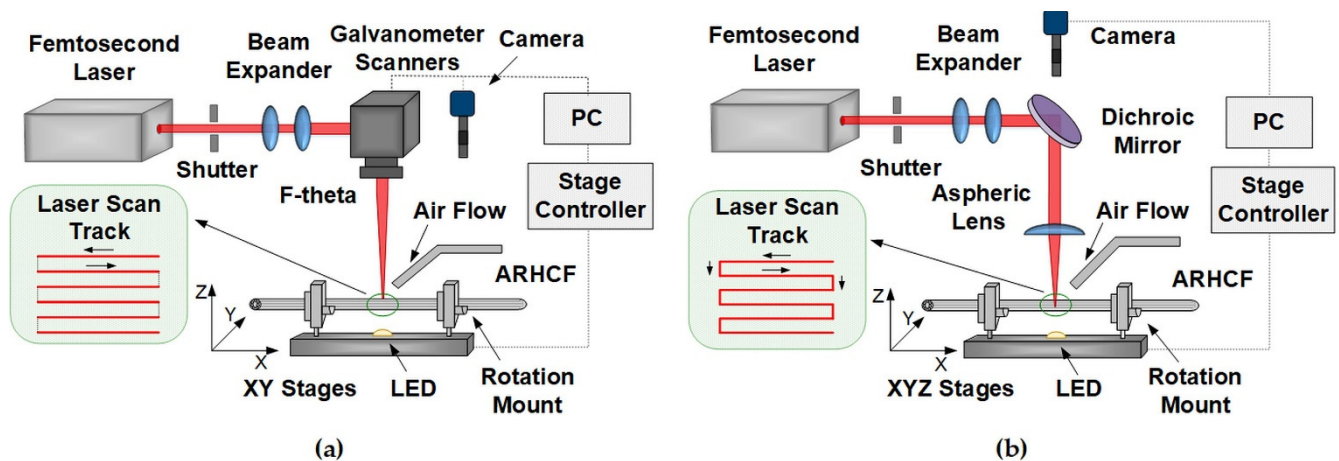 Femtosecond
Laser
Beam
Expander
Galvanometer
Scanners
Camera
PC
Shutter
F-theta
Stage
Controller
Laser Scan
Track
Air Flow
ARHCF
Z
Y
X
XY Stages
LED
Rotation
Mount
(a)
Femtosecond
Laser
Beam
Expander
Camera
PC
Dichroic
Mirror
Shutter
Aspheric
Lens
Stage
Controller
Laser Scan
Track
Air Flow
ARHCF
Z
Y
X
XYZ Stages
LED
Rotation
Mount
(b)